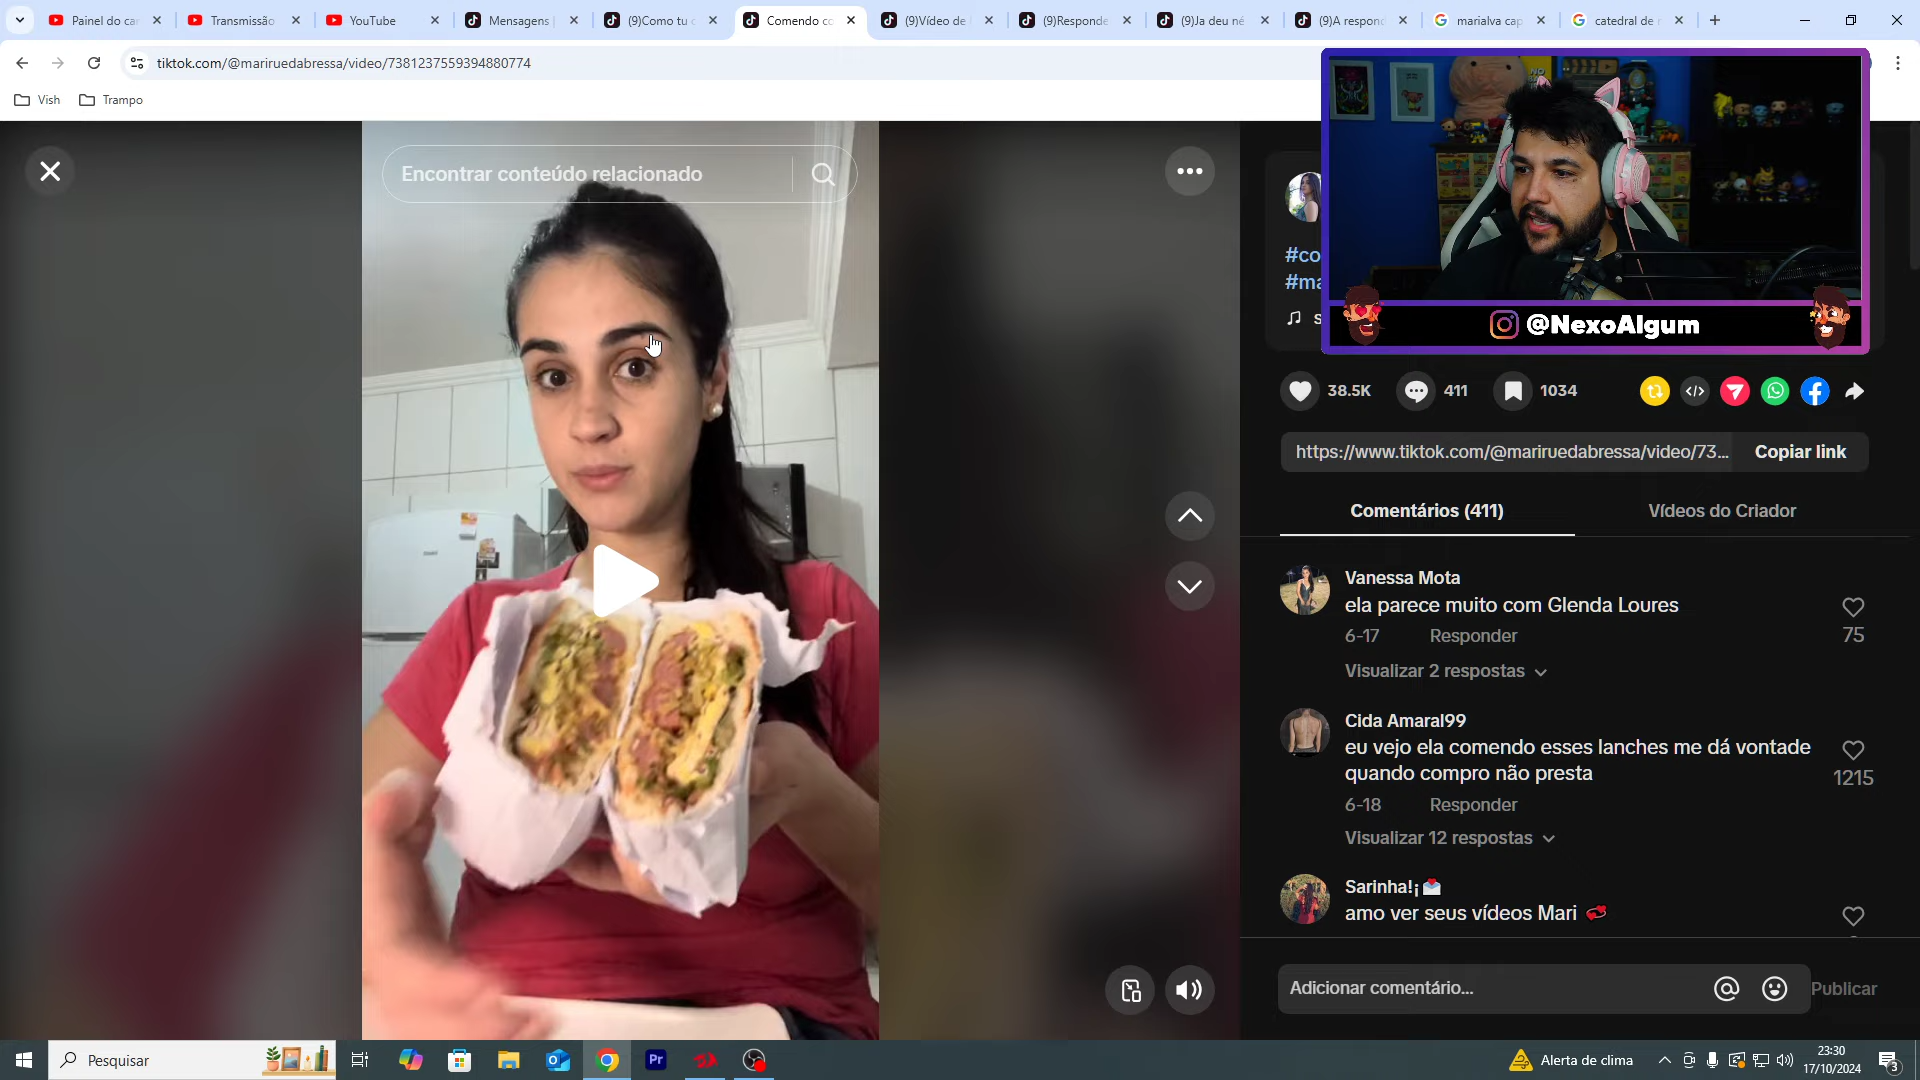 Painel do ca
Transmissão
YouTube
Mensagens
(9)Como tu
Comendo co
(9)Vídeo de
(9)Responde
(9)Ja deu né
(9)A respon
marialva cap
catedral de
tiktok.com/@mariruedabressa/video/7381237559394880774
Vish
Trampo
Encontrar conteúdo relacionado
#co
#ma
@NexoAlgum
38.5K
411
1034
https://www.tiktok.com/@mariruedabressa/video/73...
Copiar link
Comentários (411)
Vídeos do Criador
Vanessa Mota
ela parece muito com Glenda Loures
6-17
Responder
75
Visualizar 2 respostas
Cida Amaral99
eu vejo ela comendo esses lanches me dá vontade
quando compro não presta
1215
6-18
Responder
Visualizar 12 respostas
Sarinha!¡💌
amo ver seus vídeos Mari 💞
Adicionar comentário...
Publicar
Pesquisar
Pr
Alerta de clima
23:30
17/10/2024
3